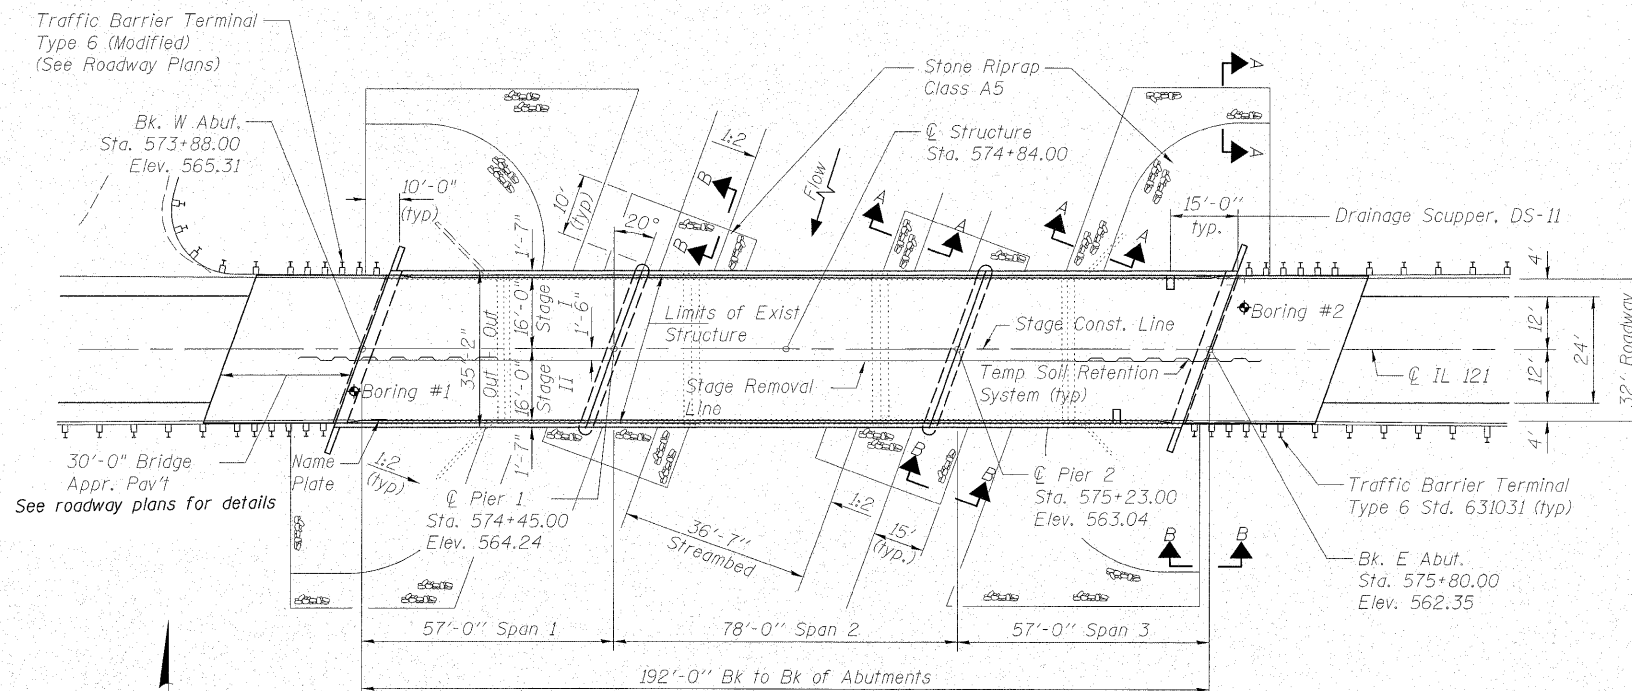 Traffic Barrier Terminal
Type 6 (Modified)
(See Roadway Plans)
Bk. W Abut.
Sta. 573+88.00
Elev. 565.31
10'-0"
(typ)
10'
(typ)
20°
1'-7"
1:2
B
B
Stone Riprap
Class A5
℄ Structure
Sta. 574+84.00
Flow
A
A
A
A
A
A
15'-0"
typ.
Drainage Scupper, DS-11
4'
35'-2"
Out - Out
16'-0"
Stage
I
1'-6"
Limits of Exist
Structure
Stage Const. Line
Boring #2
12'
24'
32' Roadway
Boring #1
16'-0"
Stage
II
Stage Removal
Line
Temp Soil Retention
System (typ)
℄ IL 121
12'
4'
30'-0" Bridge
Appr. Pav't
See roadway plans for details
Name
Plate
1:2
(typ)
1'-7"
℄ Pier 1
Sta. 574+45.00
Elev. 564.24
36'-7"
Streambed
1:2
15'
(typ.)
B
B
℄ Pier 2
Sta. 575+23.00
Elev. 563.04
B
B
Traffic Barrier Terminal
Type 6 Std. 631031 (typ)
Bk. E Abut.
Sta. 575+80.00
Elev. 562.35
57'-0" Span 1
78'-0" Span 2
57'-0" Span 3
192'-0" Bk to Bk of Abutments